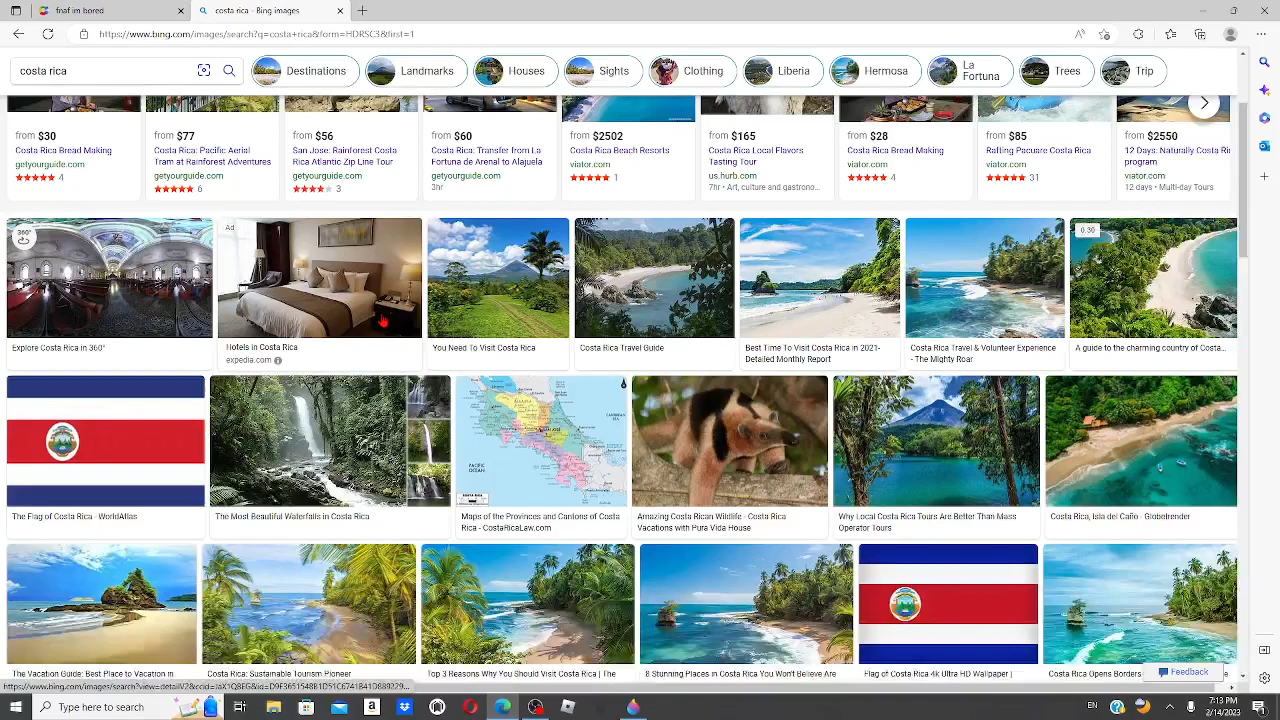 fnaf im bored
costa rica - Bing images
https://www.bing.com/images/search?q=costa+rica&form=HDRSC3&first=1
costa rica
Destinations
Landmarks
Houses
Sights
Clothing
Liberia
Hermosa
La
Fortuna
Trees
Trip
from $30
Costa Rica Bread Making
getyourguide.com
4
from $77
Costa Rica: Pacific Aerial
Tram at Rainforest Adventures
getyourguide.com
6
from $56
San Jose: Rainforest Costa
Rica Atlantic Zip Line Tour
getyourguide.com
3
from $60
Costa Rica: Transfer from La
Fortuna de Arenal to Alajuela
getyourguide.com
3hr
from $2502
Costa Rica Beach Resorts
viator.com
1
from $165
Costa Rica Local Flavors
Tasting Tour
us.hurb.com
7hr • Art, culture and gastrono...
from $28
Costa Rica Bread Making
viator.com
4
from $85
Rafting Pacuare Costa Rica
viator.com
31
from $2550
12 Days: Naturally Costa Ric
program
viator.com
12 days • Multi-day Tours
360°
Explore Costa Rica in 360°
Ad
Hotels in Costa Rica
expedia.com
You Need To Visit Costa Rica
Costa Rica Travel Guide
Best Time To Visit Costa Rica in 2021-
Detailed Monthly Report
Costa Rica Travel & Volunteer Experience
- The Mighty Roar
0:30
A guide to the charming country of Costa...
The Flag of Costa Rica - WorldAtlas
The Most Beautiful Waterfalls in Costa Rica
PACIFIC
OCEAN
CARIBBEAN
SEA
Maps of the Provinces and Cantons of Costa
Rica - CostaRicaLaw.com
Amazing Costa Rican Wildlife - Costa Rica
Vacations with Pura Vida House
Why Local Costa Rica Tours Are Better Than Mass
Operator Tours
Costa Rica, Isla del Caño - Globetrender
The Vacation Guide: Best Place to Vacation in
Costa Rica: Sustainable Tourism Pioneer
Top 3 Reasons Why You Should Visit Costa Rica | The
8 Stunning Sights in Costa Rica You Won't Believe Are
Flag of Costa Rica 4k Ultra HD Wallpaper |
Costa Rica Opens Borders
Feedback
Type here to search
EN
7:13 PM
2/14/2023